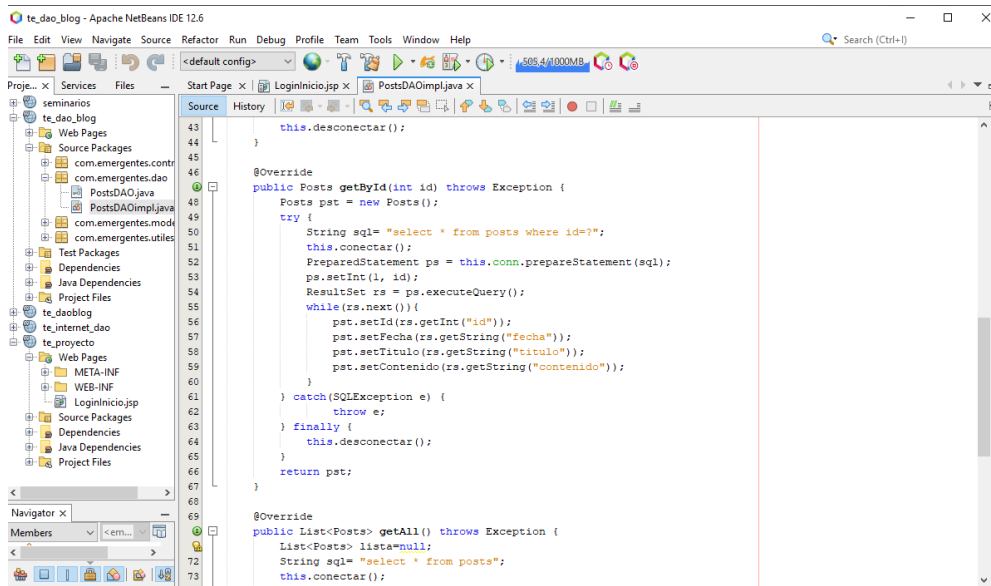 te_dao_blog - Apache NetBeans IDE 12.6
File Edit View Navigate Source Refactor Run Debug Profile Team Tools Window Help
Search (Ctrl+I)
<default config>
505,4/1000MB
Proje... Services Files
Start Page LoginInicio.jsp PostsDAOimpl.java
Source History
seminarios
te_dao_blog
Web Pages
Source Packages
com.emergentes.contr
com.emergentes.dao
PostsDAO.java
PostsDAOimpl.java
com.emergentes.mode
com.emergentes.utiles
Test Packages
Dependencies
Java Dependencies
Project Files
te_daoblog
te_internet_dao
te_proyecto
Web Pages
META-INF
WEB-INF
LoginInicio.jsp
Source Packages
Dependencies
Java Dependencies
Project Files
Navigator
Members <em...
43 this.desconectar();
44 }
45
46 @Override
public Posts getById(int id) throws Exception {
48 Posts pst = new Posts();
49 try {
50 String sql= "select * from posts where id=?";
51 this.conectar();
52 PreparedStatement ps = this.conn.prepareStatement(sql);
53 ps.setInt(1, id);
54 ResultSet rs = ps.executeQuery();
55 while(rs.next()){
56 pst.setId(rs.getInt("id"));
57 pst.setFecha(rs.getString("fecha"));
58 pst.setTitulo(rs.getString("titulo"));
59 pst.setContenido(rs.getString("contenido"));
60 }
61 } catch(SQLException e) {
62 throw e;
63 } finally {
64 this.desconectar();
65 }
66 return pst;
67 }
68
69 @Override
public List<Posts> getAll() throws Exception {
List<Posts> lista=null;
72 String sql= "select * from posts";
73 this.conectar();